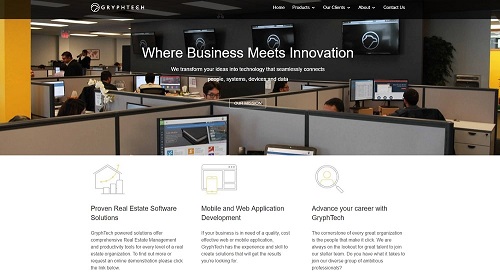 GRYPHTECH
Home Products Our Clients About Contact Us
Where Business Meets Innovation
We transform your ideas into technology that seamlessly connects
people, systems, devices and data
OUR MISSION
Proven Real Estate Software
Solutions
GryphTech powered solutions offer
comprehensive Real Estate Management
and productivity tools for every level of a real
estate organization. To find out more or
request an online demonstration please click
the link below.
Mobile and Web Application
Development
If your business is in need of a quality, cost
effective web or mobile application,
GryphTech has the experience and skill to
create solutions that will get the results
you're looking for.
Advance your career with
GryphTech
The cornerstone of every great organization
is the people that make it click. We are
always on the lookout for great talent to join
our stellar team. Do you have what it takes to
join our diverse group of ambitious
professionals?